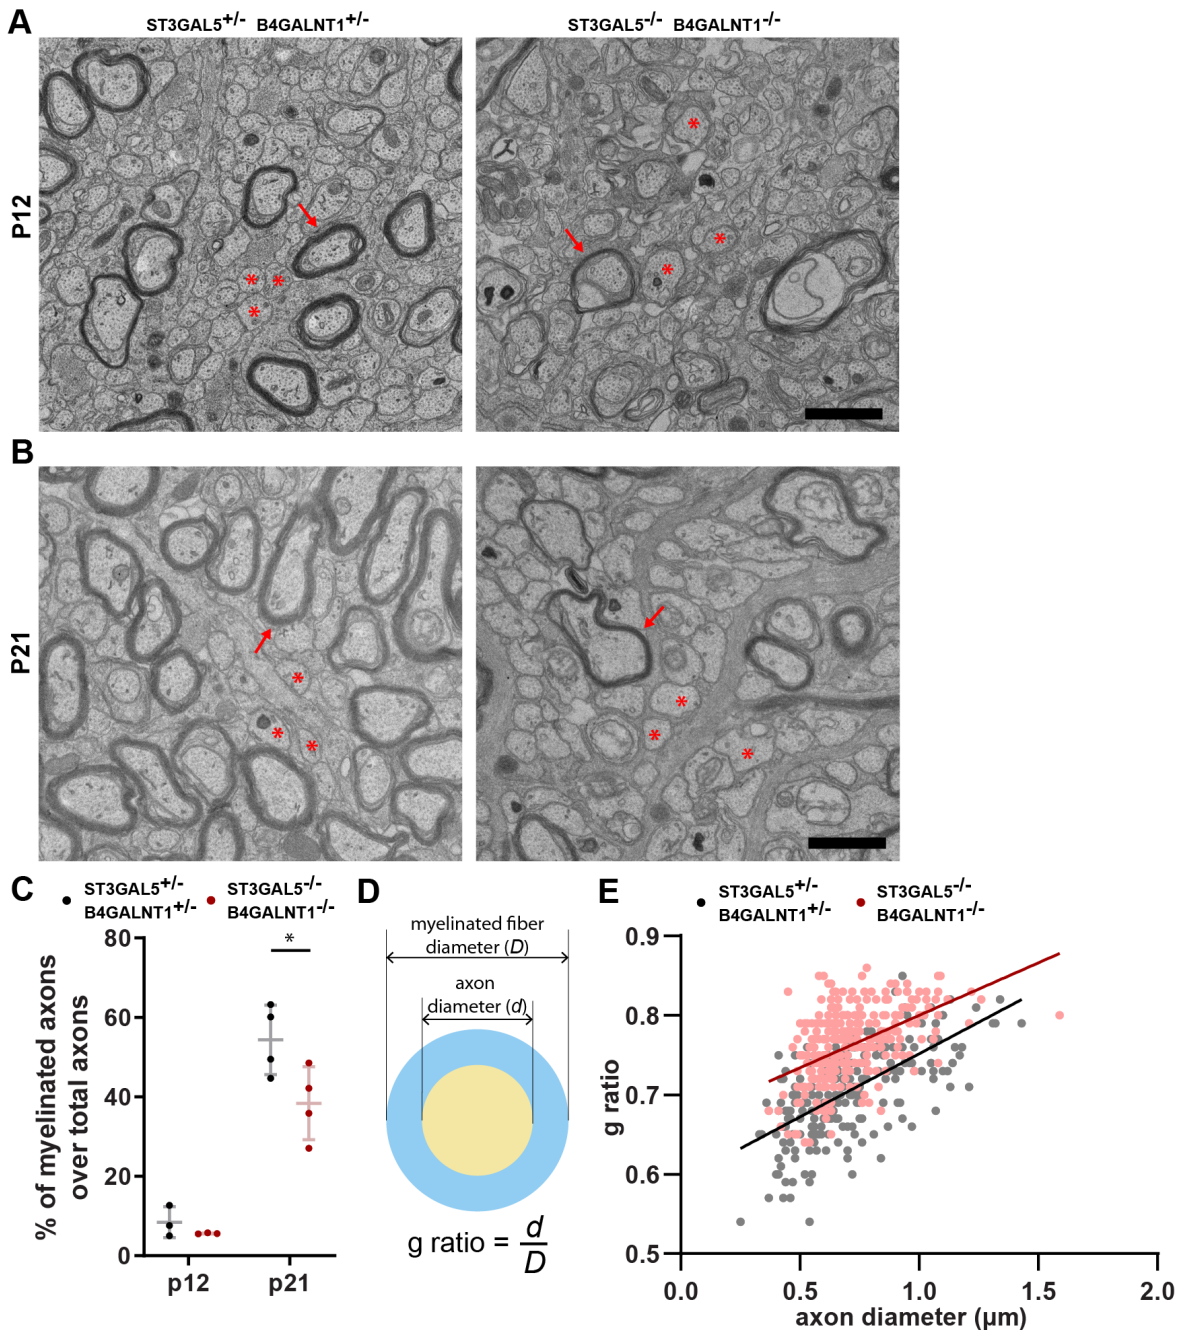 A
ST3GAL5+/- B4GALNT1+/-
ST3GAL5-/- B4GALNT1-/-
P12
*
* *
*
*
*
*
B
P21
*
* *
*
*
*
C
ST3GAL5+/-
B4GALNT1+/-
ST3GAL5-/-
B4GALNT1-/-
% of myelinated axons
over total axons
80
60
40
20
0
*
p12 p21
D
myelinated fiber
diameter (D)
axon
diameter (d)
g ratio = d/D
E
ST3GAL5+/-
B4GALNT1+/-
ST3GAL5-/-
B4GALNT1-/-
g ratio
0.9
0.8
0.7
0.6
0.5
0.0 0.5 1.0 1.5 2.0
axon diameter (µm)